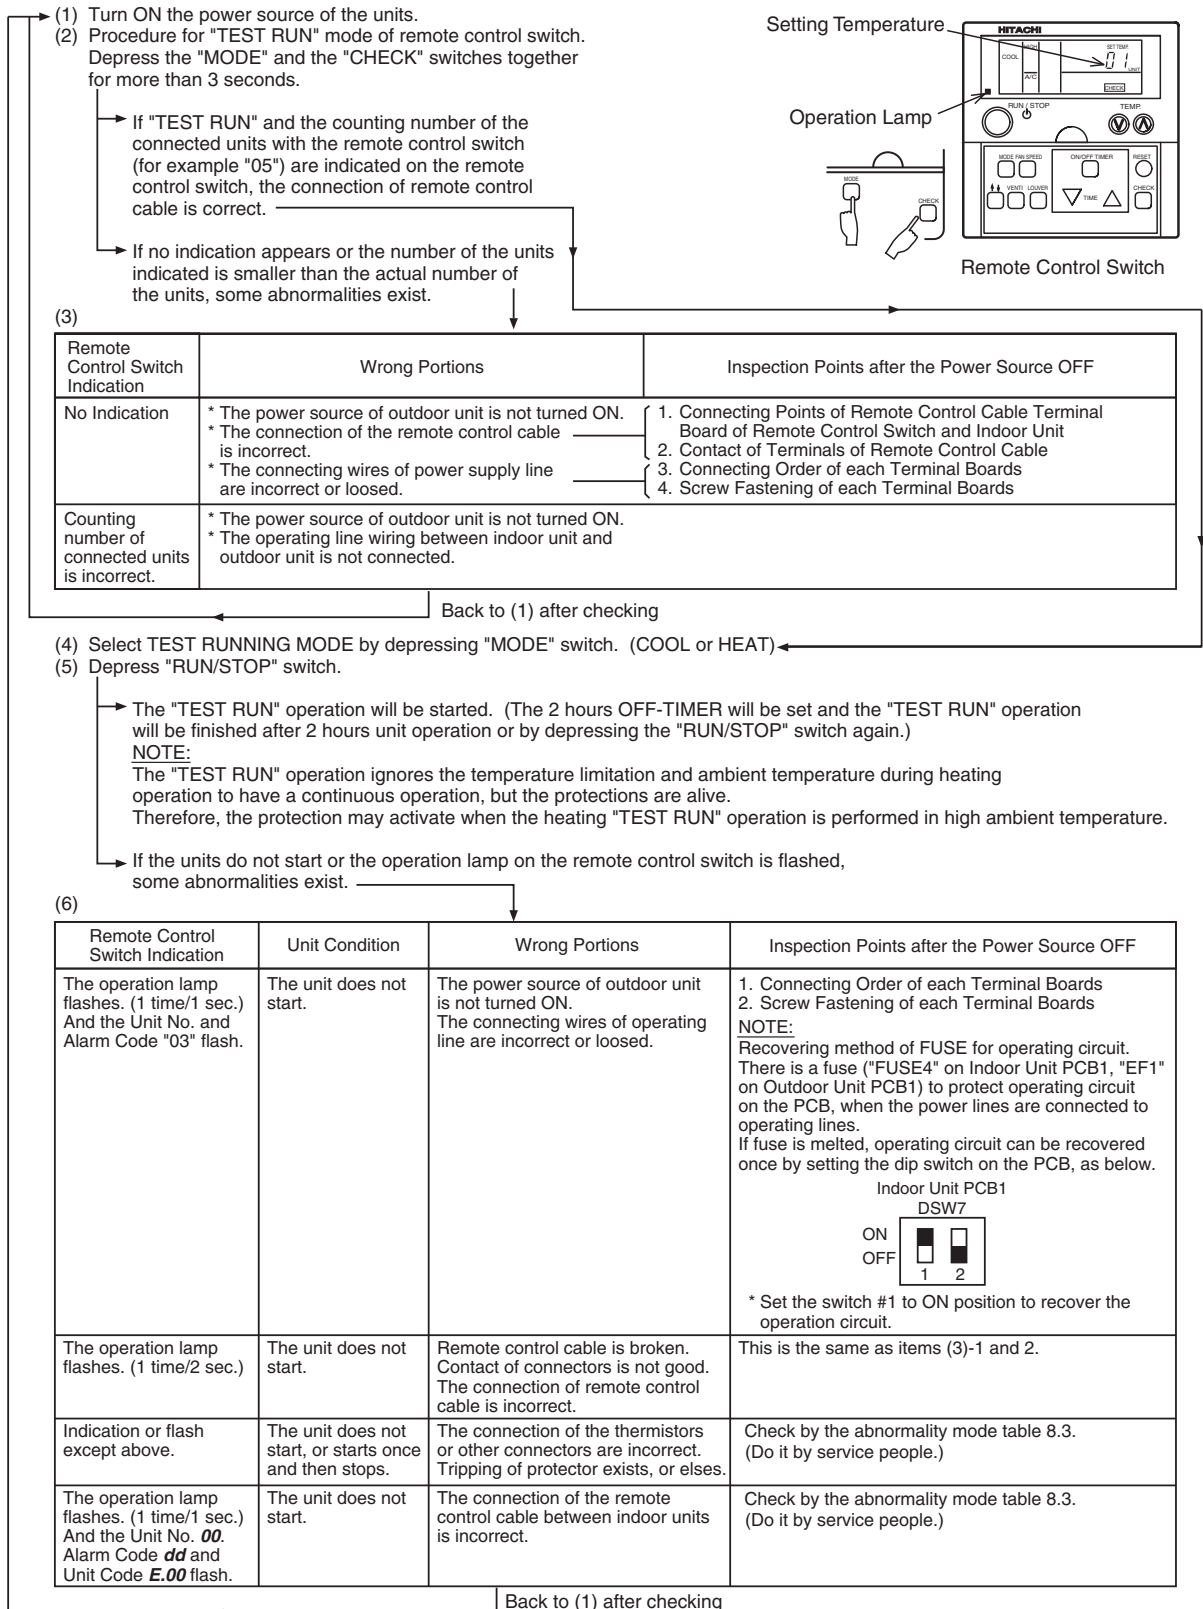 (1) Turn ON the power source of the units.
(2) Procedure for "TEST RUN" mode of remote control switch.
Depress the "MODE" and the "CHECK" switches together
for more than 3 seconds.
If "TEST RUN" and the counting number of the
connected units with the remote control switch
(for example "05") are indicated on the remote
control switch, the connection of remote control
cable is correct.
If no indication appears or the number of the units
indicated is smaller than the actual number of
the units, some abnormalities exist.
Setting Temperature
Operation Lamp
HITACHI
COOL
HIGH
A/C
SET TEMP.
01
UNIT
CHECK
RUN / STOP
TEMP.
MODE FAN SPEED
ON/OFF TIMER
RESET
VENTI LOUVER
TIME
CHECK
MODE
CHECK
Remote Control Switch
(3)
Remote
Control Switch
Indication
Wrong Portions
Inspection Points after the Power Source OFF
No Indication
* The power source of outdoor unit is not turned ON.
* The connection of the remote control cable
is incorrect.
* The connecting wires of power supply line
are incorrect or loosed.
1. Connecting Points of Remote Control Cable Terminal
Board of Remote Control Switch and Indoor Unit
2. Contact of Terminals of Remote Control Cable
3. Connecting Order of each Terminal Boards
4. Screw Fastening of each Terminal Boards
Counting
number of
connected units
is incorrect.
* The power source of outdoor unit is not turned ON.
* The operating line wiring between indoor unit and
outdoor unit is not connected.
Back to (1) after checking
(4) Select TEST RUNNING MODE by depressing "MODE" switch. (COOL or HEAT)
(5) Depress "RUN/STOP" switch.
The "TEST RUN" operation will be started. (The 2 hours OFF-TIMER will be set and the "TEST RUN" operation
will be finished after 2 hours unit operation or by depressing the "RUN/STOP" switch again.)
NOTE:
The "TEST RUN" operation ignores the temperature limitation and ambient temperature during heating
operation to have a continuous operation, but the protections are alive.
Therefore, the protection may activate when the heating "TEST RUN" operation is performed in high ambient temperature.
If the units do not start or the operation lamp on the remote control switch is flashed,
some abnormalities exist.
(6)
Remote Control
Switch Indication
Unit Condition
Wrong Portions
Inspection Points after the Power Source OFF
The operation lamp
flashes. (1 time/1 sec.)
And the Unit No. and
Alarm Code "03" flash.
The unit does not
start.
The power source of outdoor unit
is not turned ON.
The connecting wires of operating
line are incorrect or loosed.
1. Connecting Order of each Terminal Boards
2. Screw Fastening of each Terminal Boards
NOTE:
Recovering method of FUSE for operating circuit.
There is a fuse ("FUSE4" on Indoor Unit PCB1, "EF1"
on Outdoor Unit PCB1) to protect operating circuit
on the PCB, when the power lines are connected to
operating lines.
If fuse is melted, operating circuit can be recovered
once by setting the dip switch on the PCB, as below.
Indoor Unit PCB1
DSW7
ON
OFF
1 2
* Set the switch #1 to ON position to recover the
operation circuit.
The operation lamp
flashes. (1 time/2 sec.)
The unit does not
start.
Remote control cable is broken.
Contact of connectors is not good.
The connection of remote control
cable is incorrect.
This is the same as items (3)-1 and 2.
Indication or flash
except above.
The unit does not
start, or starts once
and then stops.
The connection of the thermistors
or other connectors are incorrect.
Tripping of protector exists, or elses.
Check by the abnormality mode table 8.3.
(Do it by service people.)
The operation lamp
flashes. (1 time/1 sec.)
And the Unit No. 00.
Alarm Code dd and
Unit Code E.00 flash.
The unit does not
start.
The connection of the remote
control cable between indoor units
is incorrect.
Check by the abnormality mode table 8.3.
(Do it by service people.)
Back to (1) after checking